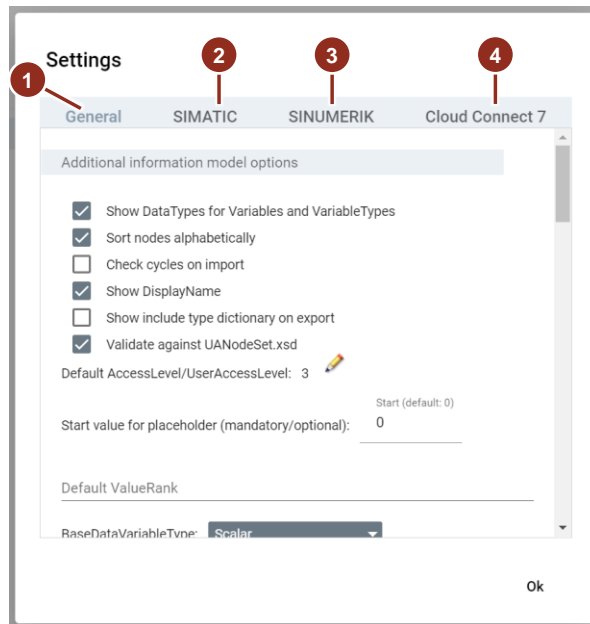 Settings
1
2
3
4
General SIMATIC SINUMERIK Cloud Connect 7
Additional information model options
Show DataTypes for Variables and VariableTypes
Sort nodes alphabetically
Check cycles on import
Show DisplayName
Show include type dictionary on export
Validate against UANodeSet.xsd
Default AccessLevel/UserAccessLevel: 3
Start (default: 0)
Start value for placeholder (mandatory/optional): 0
Default ValueRank
BaseDataVariableType: Scalar
Ok